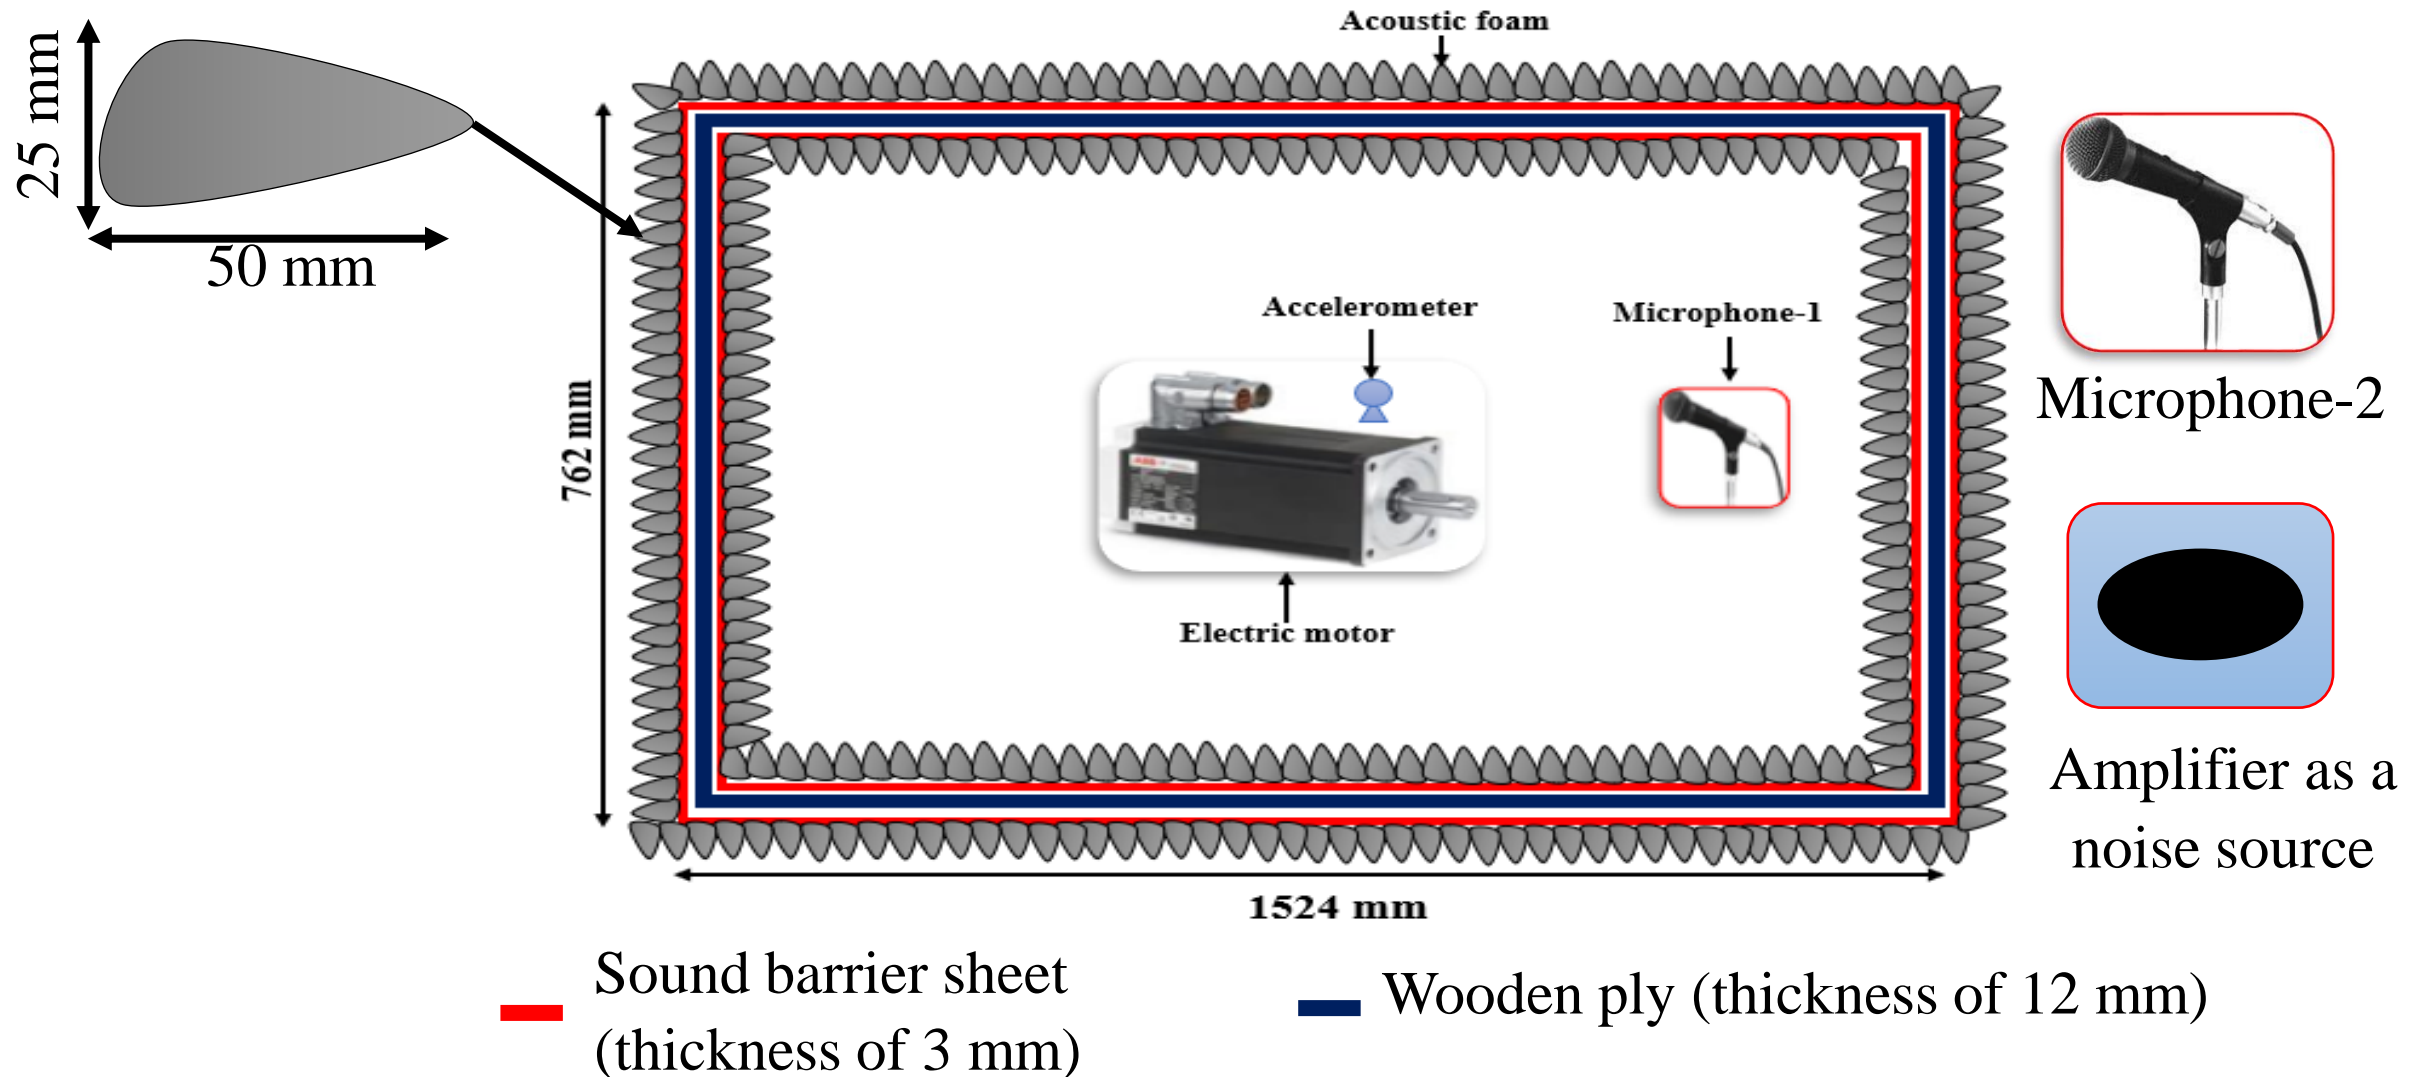 Acoustic foam
25 mm
50 mm
762 mm
Accelerometer
Microphone-1
Electric motor
Microphone-2
Amplifier as a
noise source
1524 mm
Sound barrier sheet
(thickness of 3 mm)
Wooden ply (thickness of 12 mm)